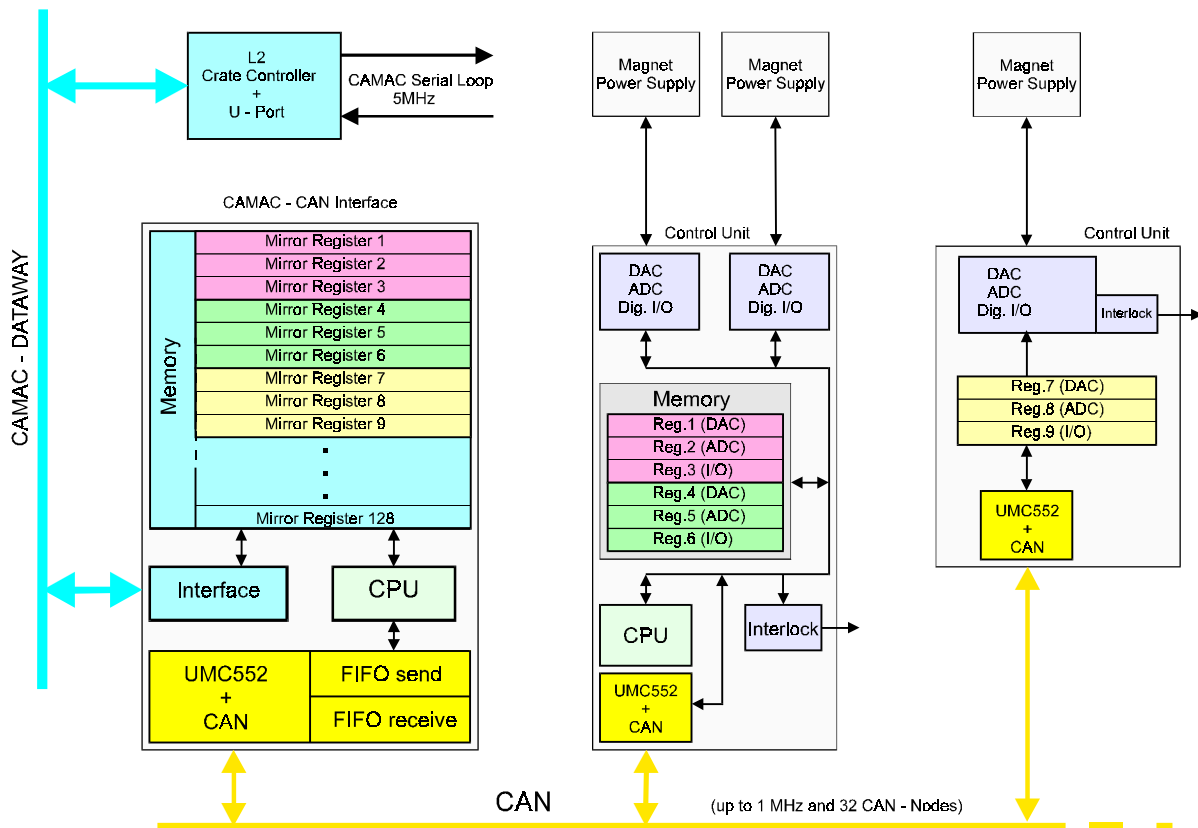 CAMAC - DATAWAY
L2
Crate Controller
+
U - Port
CAMAC Serial Loop
5MHz
CAMAC - CAN Interface
Memory
Mirror Register 1
Mirror Register 2
Mirror Register 3
Mirror Register 4
Mirror Register 5
Mirror Register 6
Mirror Register 7
Mirror Register 8
Mirror Register 9
Mirror Register 128
Interface
CPU
UMC552
+
CAN
FIFO send
FIFO receive
Magnet
Power Supply
Magnet
Power Supply
Control Unit
DAC
ADC
Dig. I/O
DAC
ADC
Dig. I/O
Memory
Reg.1 (DAC)
Reg.2 (ADC)
Reg.3 (I/O)
Reg.4 (DAC)
Reg.5 (ADC)
Reg.6 (I/O)
CPU
Interlock
UMC552
+
CAN
Magnet
Power Supply
Control Unit
DAC
ADC
Dig. I/O
Interlock
Reg.7 (DAC)
Reg.8 (ADC)
Reg.9 (I/O)
UMC552
+
CAN
CAN
(up to 1 MHz and 32 CAN - Nodes)